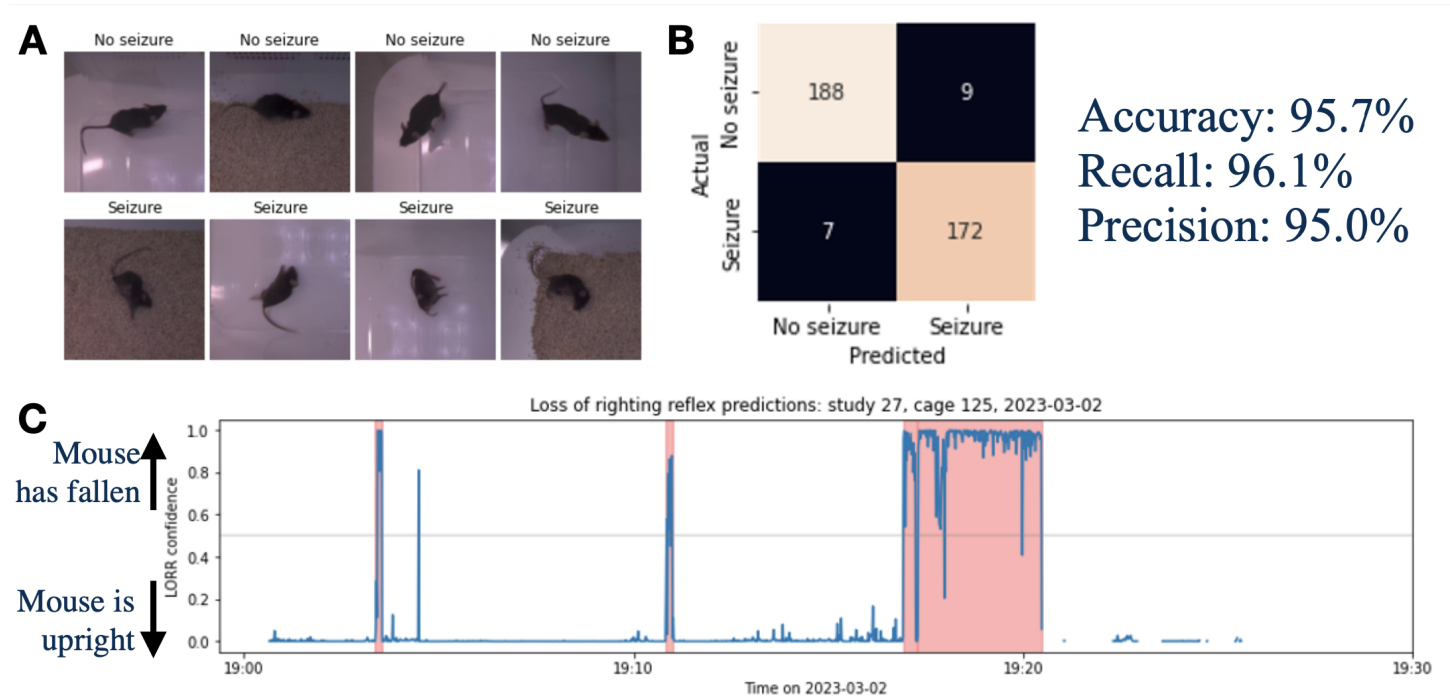 A
No seizure No seizure No seizure No seizure
Seizure Seizure Seizure Seizure
B
Actual
No seizure
Seizure
188 9
7 172
No seizure Seizure
Predicted
Accuracy: 95.7%
Recall: 96.1%
Precision: 95.0%
C
Loss of righting reflex predictions: study 27, cage 125, 2023-03-02
Mouse
has fallen
Mouse is
upright
LORR confidence
1.0
0.8
0.6
0.4
0.2
0.0
19:00 19:10 19:20 19:30
Time on 2023-03-02